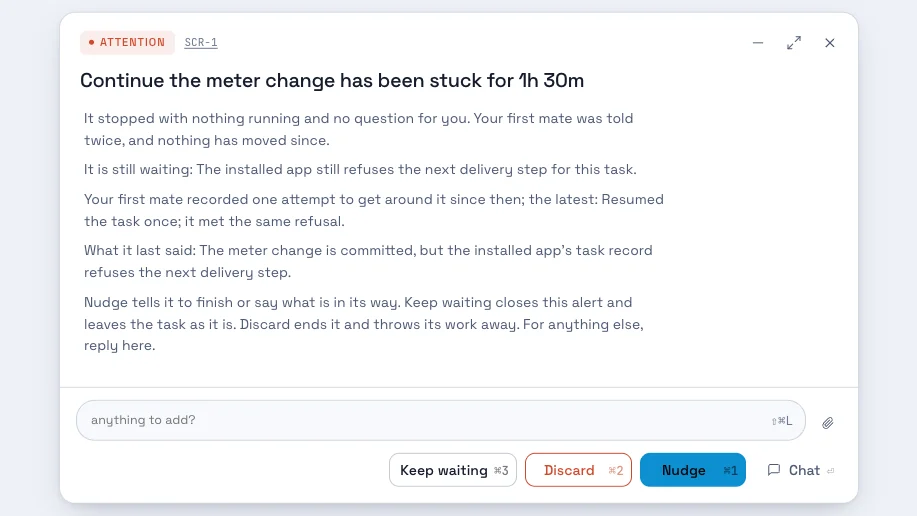 ATTENTION SCR-1
Continue the meter change has been stuck for 1h 30m
It stopped with nothing running and no question for you. Your first mate was told
twice, and nothing has moved since.
It is still waiting: The installed app still refuses the next delivery step for this task.
Your first mate recorded one attempt to get around it since then; the latest: Resumed
the task once; it met the same refusal.
What it last said: The meter change is committed, but the installed app's task record
refuses the next delivery step.
Nudge tells it to finish or say what is in its way. Keep waiting closes this alert and
leaves the task as it is. Discard ends it and throws its work away. For anything else,
reply here.
anything to add? ⇧⌘L
Keep waiting ⌘3 Discard ⌘2 Nudge ⌘1 Chat ⏎